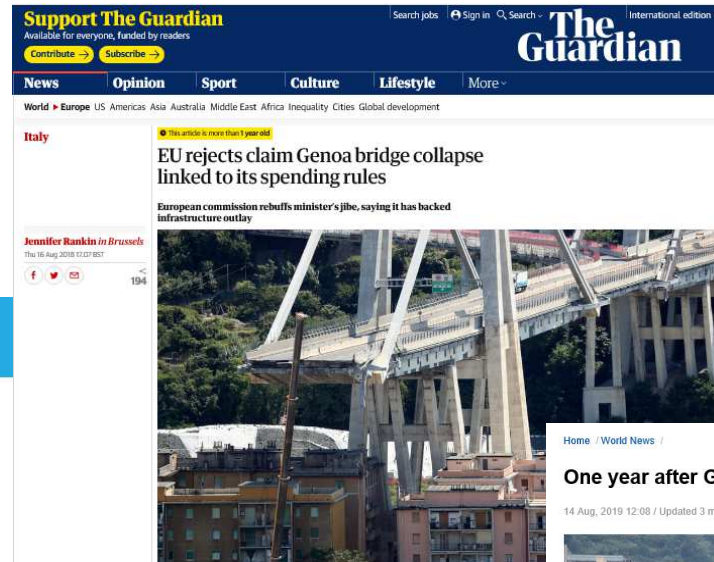 Support The Guardian
Available for everyone, funded by readers
Contribute →
Subscribe →
Search jobs
Sign in
Search
International edition
The
Guardian
News
Opinion
Sport
Culture
Lifestyle
More
World ▸ Europe US Americas Asia Australia Middle East Africa Inequality Cities Global development
Italy
This article is more than 1 year old
EU rejects claim Genoa bridge collapse
linked to its spending rules
European commission rebuffs minister's jibe, saying it has backed
infrastructure outlay
Jennifer Rankin in Brussels
Thu 16 Aug 2018 17.07 BST
194
Home / World News /
One year after G
14 Aug, 2019 12:08 / Updated 3 m